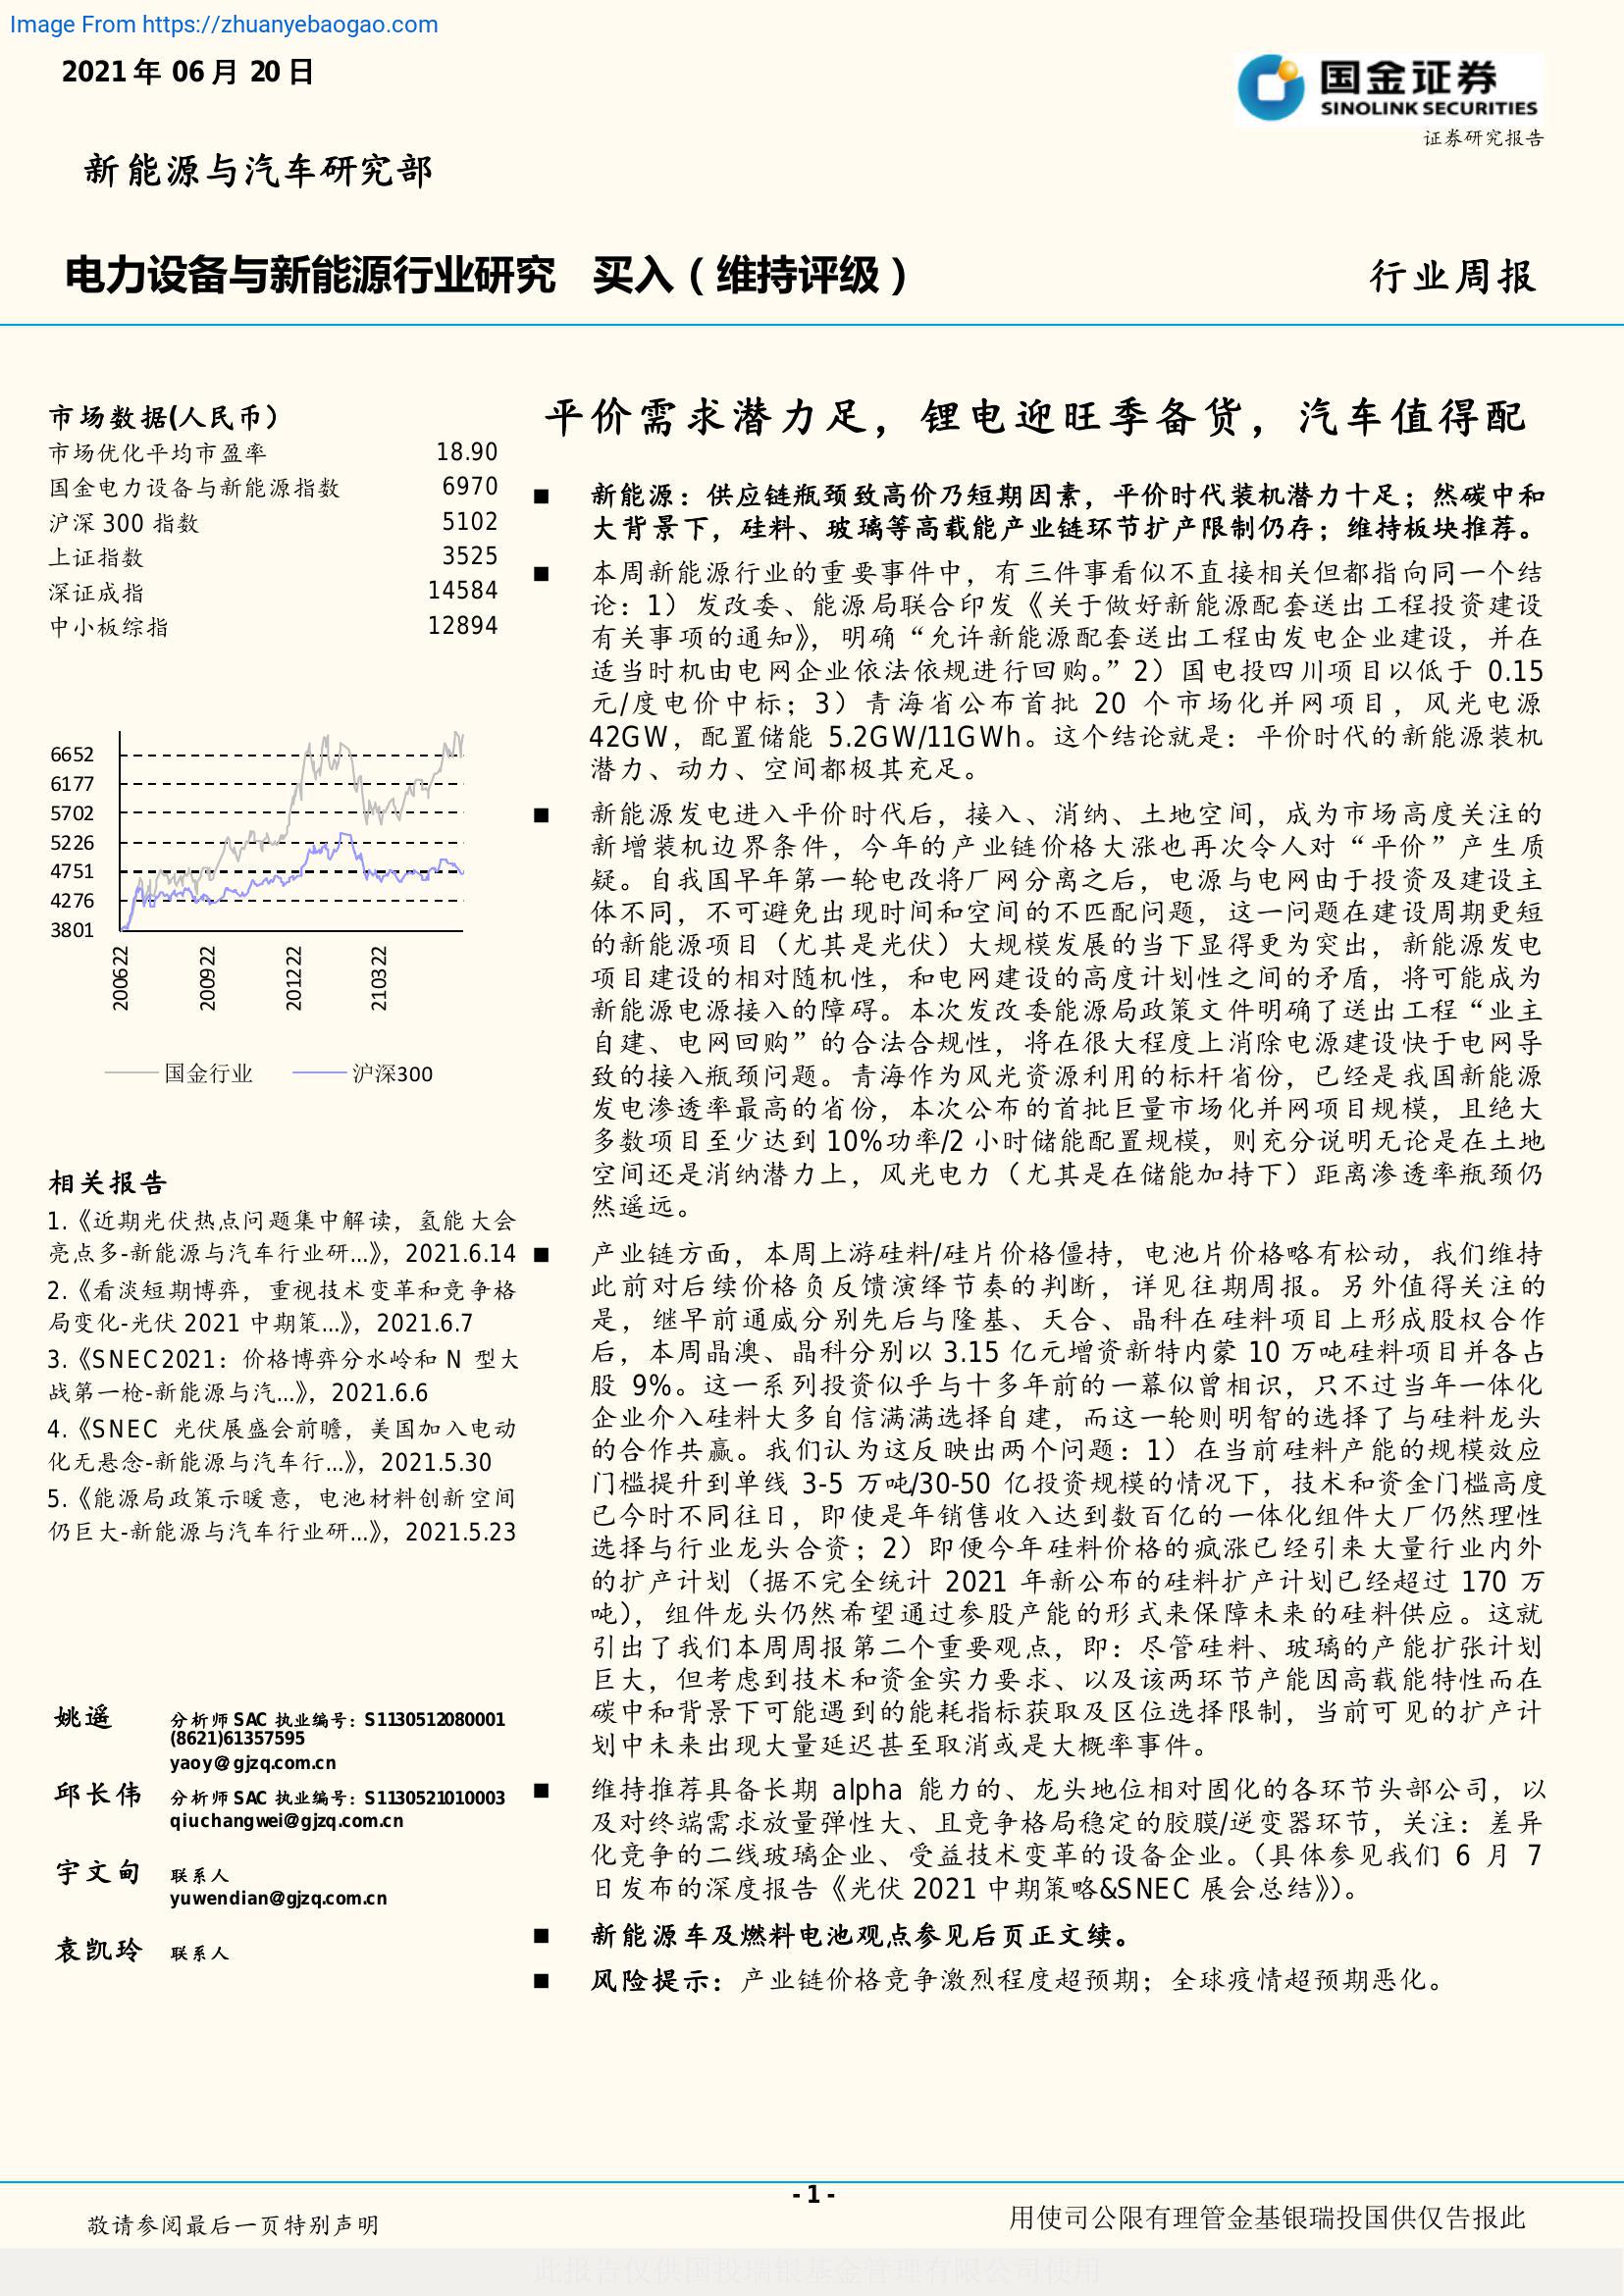 Image From https://zhuanyebaogao.com
2021 年 06 月 20 日
国金证券
SINOLINK SECURITIES
证券研究报告
新能源与汽车研究部
电力设备与新能源行业研究 买入（维持评级）
行业周报
市场数据(人民币）
市场优化平均市盈率 18.90
国金电力设备与新能源指数 6970
沪深 300 指数 5102
上证指数 3525
深证成指 14584
中小板综指 12894
6652
6177
5702
5226
4751
4276
3801
200622
200922
201222
210322
国金行业 沪深300
相关报告
1.《近期光伏热点问题集中解读，氢能大会
亮点多-新能源与汽车行业研...》，2021.6.14
2.《看淡短期博弈，重视技术变革和竞争格
局变化-光伏 2021 中期策...》，2021.6.7
3.《SNEC2021：价格博弈分水岭和 N 型大
战第一枪-新能源与汽...》，2021.6.6
4.《SNEC 光伏展盛会前瞻，美国加入电动
化无悬念-新能源与汽车行...》，2021.5.30
5.《能源局政策示暖意，电池材料创新空间
仍巨大-新能源与汽车行业研...》，2021.5.23
姚遥 分析师 SAC 执业编号：S1130512080001
(8621)61357595
yaoy@gjzq.com.cn
邱长伟 分析师 SAC 执业编号：S1130521010003
qiuchangwei@gjzq.com.cn
宇文甸 联系人
yuwendian@gjzq.com.cn
袁凯玲 联系人
平价需求潜力足，锂电迎旺季备货，汽车值得配
■ 新能源：供应链瓶颈致高价乃短期因素，平价时代装机潜力十足；然碳中和
大背景下，硅料、玻璃等高载能产业链环节扩产限制仍存；维持板块推荐。
■ 本周新能源行业的重要事件中，有三件事看似不直接相关但都指向同一个结
论：1）发改委、能源局联合印发《关于做好新能源配套送出工程投资建设
有关事项的通知》，明确“允许新能源配套送出工程由发电企业建设，并在
适当时机由电网企业依法依规进行回购。”2）国电投四川项目以低于 0.15
元/度电价中标；3）青海省公布首批 20 个市场化并网项目，风光电源
42GW，配置储能 5.2GW/11GWh。这个结论就是：平价时代的新能源装机
潜力、动力、空间都极其充足。
■ 新能源发电进入平价时代后，接入、消纳、土地空间，成为市场高度关注的
新增装机边界条件，今年的产业链价格大涨也再次令人对“平价”产生质
疑。自我国早年第一轮电改将厂网分离之后，电源与电网由于投资及建设主
体不同，不可避免出现时间和空间的不匹配问题，这一问题在建设周期更短
的新能源项目（尤其是光伏）大规模发展的当下显得更为突出，新能源发电
项目建设的相对随机性，和电网建设的高度计划性之间的矛盾，将可能成为
新能源电源接入的障碍。本次发改委能源局政策文件明确了送出工程“业主
自建、电网回购”的合法合规性，将在很大程度上消除电源建设快于电网导
致的接入瓶颈问题。青海作为风光资源利用的标杆省份，已经是我国新能源
发电渗透率最高的省份，本次公布的首批巨量市场化并网项目规模，且绝大
多数项目至少达到 10%功率/2 小时储能配置规模，则充分说明无论是在土地
空间还是消纳潜力上，风光电力（尤其是在储能加持下）距离渗透率瓶颈仍
然遥远。
■ 产业链方面，本周上游硅料/硅片价格僵持，电池片价格略有松动，我们维持
此前对后续价格负反馈演绎节奏的判断，详见往期周报。另外值得关注的
是，继早前通威分别先后与隆基、天合、晶科在硅料项目上形成股权合作
后，本周晶澳、晶科分别以 3.15 亿元增资新特内蒙 10 万吨硅料项目并各占
股 9%。这一系列投资似乎与十多年前的一幕似曾相识，只不过当年一体化
企业介入硅料大多自信满满选择自建，而这一轮则明智的选择了与硅料龙头
的合作共赢。我们认为这反映出两个问题：1）在当前硅料产能的规模效应
门槛提升到单线 3-5 万吨/30-50 亿投资规模的情况下，技术和资金门槛高度
已今时不同往日，即使是年销售收入达到数百亿的一体化组件大厂仍然理性
选择与行业龙头合资；2）即便今年硅料价格的疯涨已经引来大量行业内外
的扩产计划（据不完全统计 2021 年新公布的硅料扩产计划已经超过 170 万
吨），组件龙头仍然希望通过参股产能的形式来保障未来的硅料供应。这就
引出了我们本周周报第二个重要观点，即：尽管硅料、玻璃的产能扩张计划
巨大，但考虑到技术和资金实力要求、以及该两环节产能因高载能特性而在
碳中和背景下可能遇到的能耗指标获取及区位选择限制，当前可见的扩产计
划中未来出现大量延迟甚至取消或是大概率事件。
■ 维持推荐具备长期 alpha 能力的、龙头地位相对固化的各环节头部公司，以
及对终端需求放量弹性大、且竞争格局稳定的胶膜/逆变器环节，关注：差异
化竞争的二线玻璃企业、受益技术变革的设备企业。（具体参见我们 6 月 7
日发布的深度报告《光伏 2021 中期策略&SNEC 展会总结》）。
■ 新能源车及燃料电池观点参见后页正文续。
■ 风险提示：产业链价格竞争激烈程度超预期；全球疫情超预期恶化。
- 1 -
敬请参阅最后一页特别声明
用使司公限有理管金基银瑞投国供仅告报此
此报告仅供国投瑞银基金管理有限公司使用